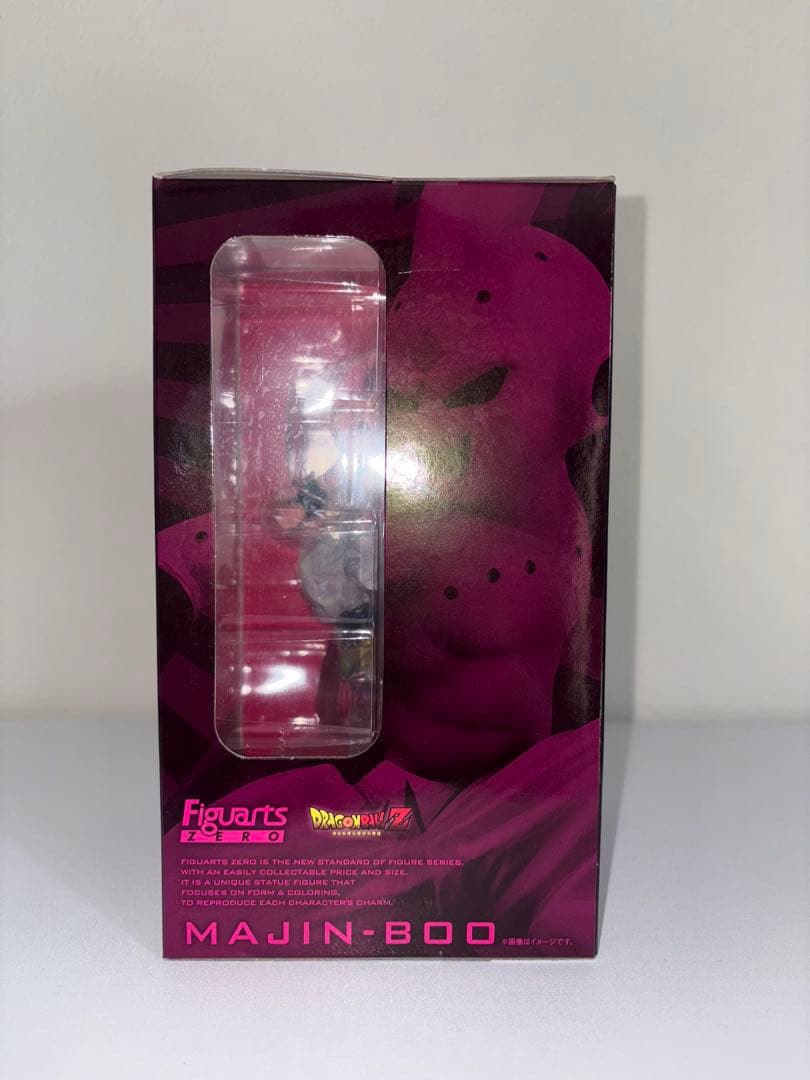 Figuarts
ZERO
DRAGONBALL Z
FIGUARTS ZERO IS THE NEW STANDARD OF FIGURE SERIES,
WITH AN EASILY COLLECTABLE PRICE AND SIZE.
IT IS A UNIQUE STATUE FIGURE THAT
FOCUSES ON FORM & COLORING,
TO REPRODUCE EACH CHARACTER'S CHARM.
MAJIN-BOO
※画像はイメージです。